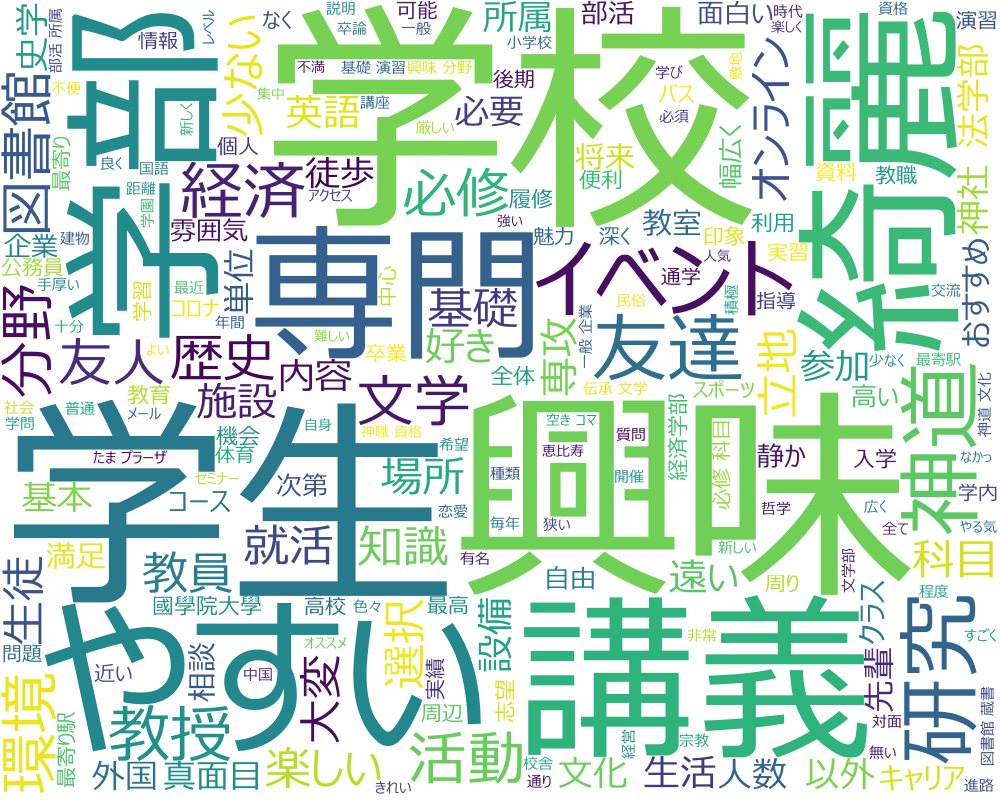 学校
学部
綺麗
興味
学生
専門
講義
やすい
イベント
友達
神道
研究
経済
必修
図書館
史学
少ない
英語
必要
所属
部活
面白い
演習
法学部
オンライン
幅広く
将来
便利
徒歩
履修
雰囲気
企業
公務員
分野
単位
友人
歴史
基礎
好き
内容
施設
文学
専攻
全体
立地
参加
高い
おすすめ
神社
教職
資料
利用
実習
印象
教室
魅力
深く
通学
指導
中心
個人
情報
なく
可能
後期
講座
説明
卒論
一般
小学校
時代
楽しく
資格
レベル
部活 所属
不便
最寄り
新しく
良く
国語
距離
学園
アクセス
集中
不満
基礎 演習
興味 分野
厳しい
学び
必須
バス
敷地
強い
人気
積極
交流
民俗
建物
手厚い
最近
コロナ
学習
年間
十分
よい
メール
教育
卒業
難しい
一般 企業
伝承 文学
スポーツ
少なく
最寄駅
神道 文化
社会
学問
普通
機会
体育
自身
神職 資格
希望
たま プラーザ
セミナー
基本
コース
次第
場所
恋愛
種類
空き コマ
恵比寿
質問
開催
経済学部
必修 科目
静か
入学
哲学
学内
なかっ
広く
やる気
全て
新しい
狭い
毎年
有名
満足
教員
就活
知識
遠い
自由
周り
科目
文学部
クラス
程度
すごく
生徒
國學院大學
高校
色々
最高
問題
近い
相談
中国
大変
オススメ
選択
実績
設備
非常
先輩
対面
無い
図書館 蔵書
環境
最寄り駅
教授
周辺
志望
経営
宗教
外国
真面目
楽しい
きれい
活動
校舎
通り
文化
生活
人数
以外
キャリア
進路